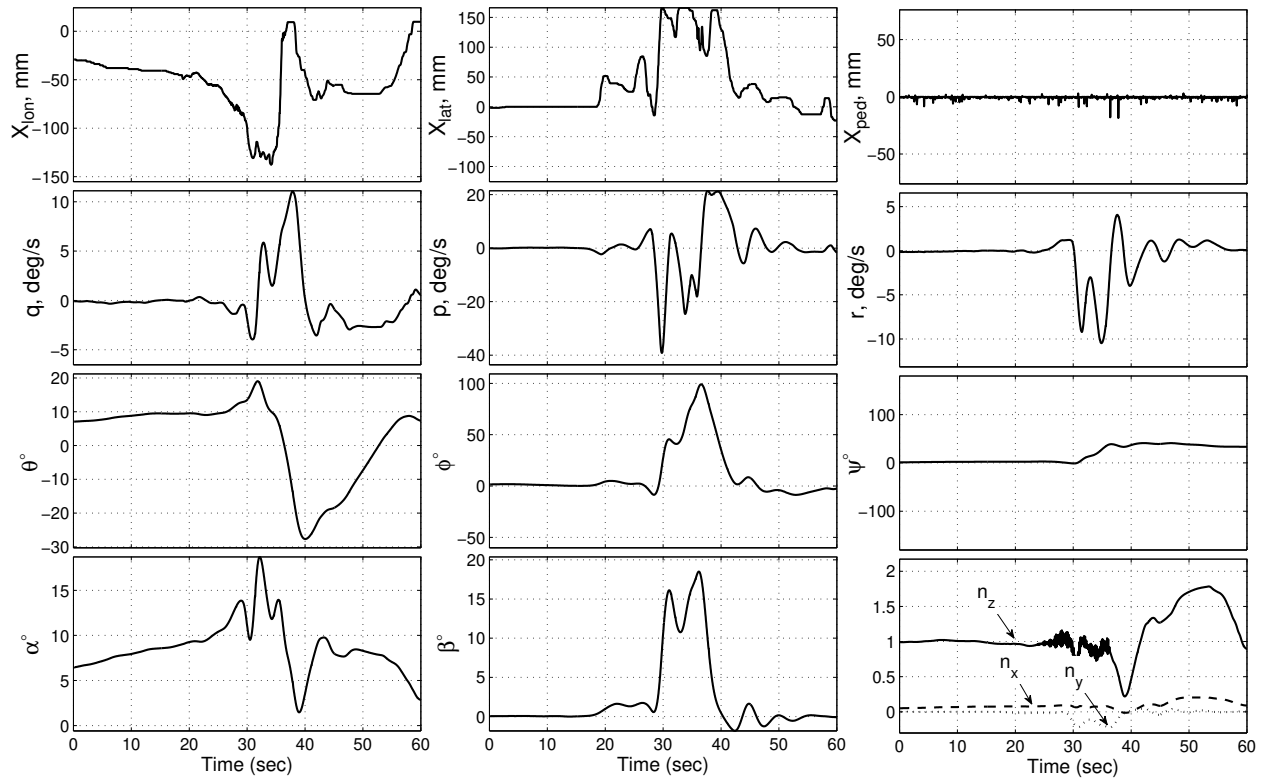 X_lon, mm
0
−50
−100
−150
X_lat, mm
150
100
50
0
−50
−100
X_ped, mm
50
0
−50
q, deg/s
10
5
0
−5
p, deg/s
20
0
−20
−40
r, deg/s
5
0
−5
−10
θ°
20
10
0
−10
−20
−30
φ°
100
50
0
−50
ψ°
100
0
−100
α°
15
10
5
0
0 10 20 30 40 50 60
Time (sec)
β°
20
15
10
5
0
0 10 20 30 40 50 60
Time (sec)
2
1.5
1
0.5
0
n_z
n_x
n_y
0 10 20 30 40 50 60
Time (sec)